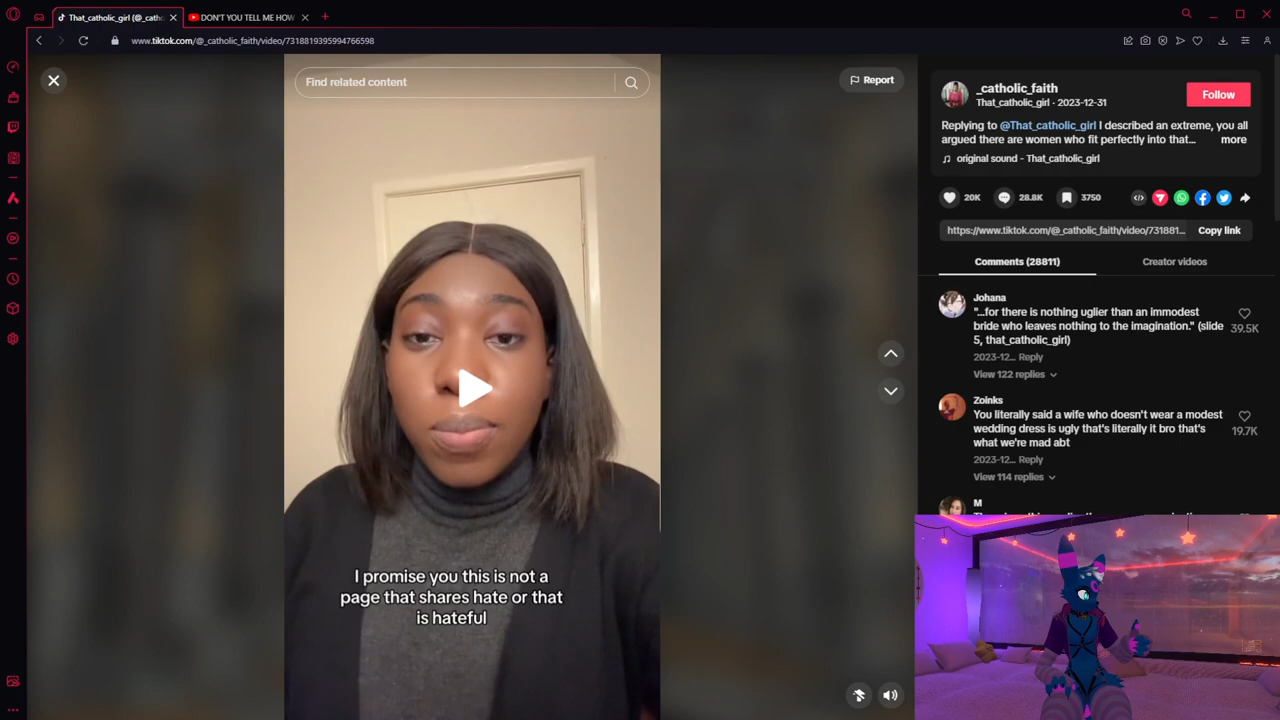 That_catholic_girl (@_cath
DON'T YOU TELL ME HOW
www.tiktok.com/@_catholic_faith/video/7318819395994766598
Find related content
Report
I promise you this is not a
page that shares hate or that
is hateful
_catholic_faith
That_catholic_girl · 2023-12-31
Follow
Replying to @That_catholic_girl I described an extreme, you all
argued there are women who fit perfectly into that... more
original sound - That_catholic_girl
20K
28.8K
3750
https://www.tiktok.com/@_catholic_faith/video/731881...
Copy link
Comments (28811)
Creator videos
Johana
"...for there is nothing uglier than an immodest
bride who leaves nothing to the imagination." (slide
5, that_catholic_girl)
39.5K
2023-12... Reply
View 122 replies
Zoinks
You literally said a wife who doesn't wear a modest
wedding dress is ugly that's literally it bro that's
what we're mad abt
19.7K
2023-12... Reply
View 114 replies
M